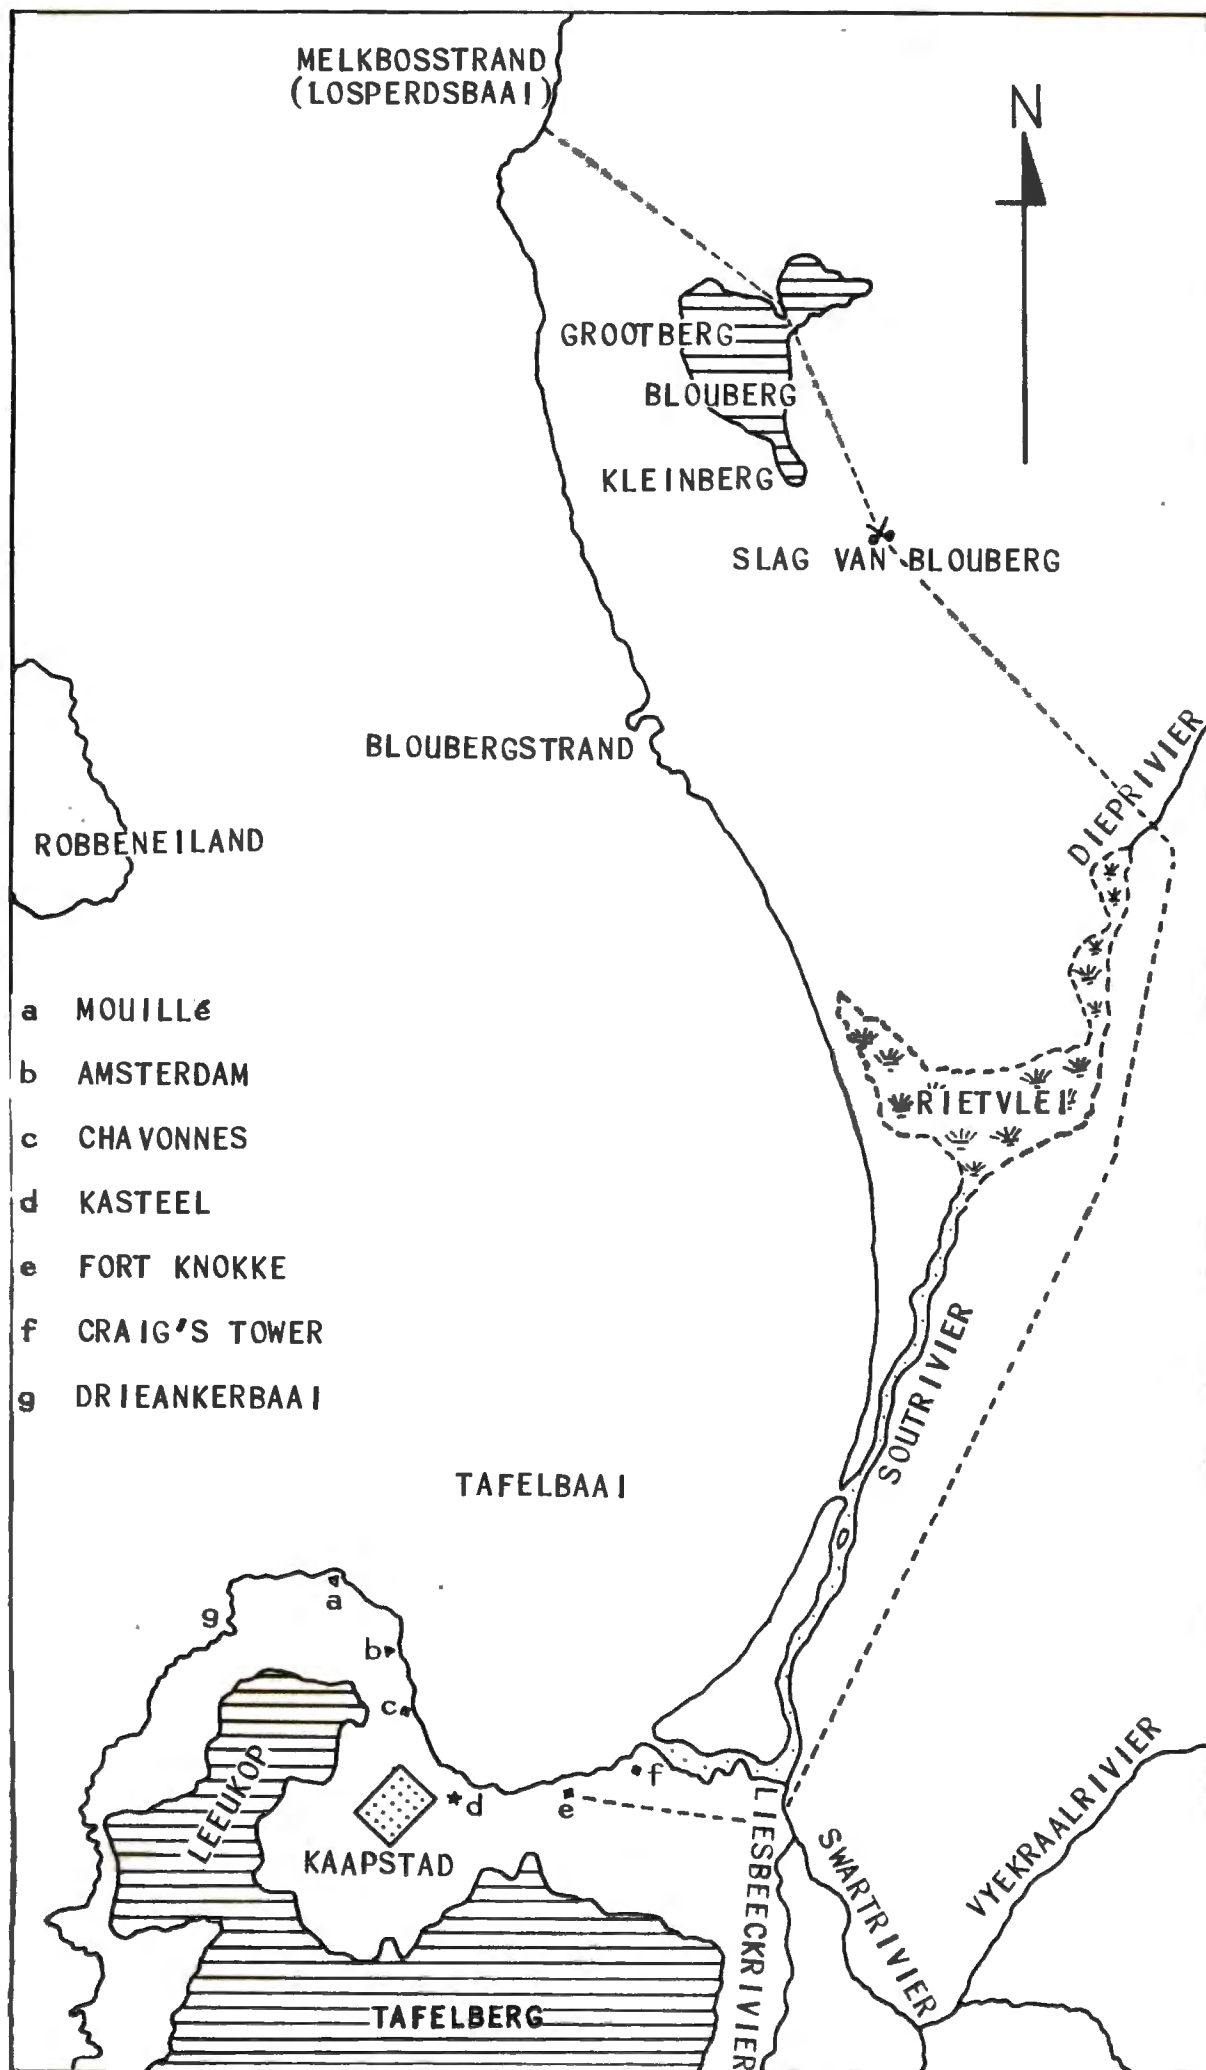 MELKBOSSTRAND
(LOSPERDSBAAI)
N
GROOTBERG
BLOUBERG
KLEINBERG
SLAG VAN BLOUBERG
BLOUBERGSTRAND
DIEPRIVIER
ROBBENEILAND
a MOUILLé
b AMSTERDAM
c CHAVONNES
d KASTEEL
e FORT KNOKKE
f CRAIG'S TOWER
g DRIEANKERBAAI
RIETVLEI
SOUTRIVIER
TAFELBAAI
a
g
b
c
f
d
e
LEEUKOP
KAAPSTAD
LIESBEECKRIVIER
SWARTRIVIER
VYEKRAALRIVIER
TAFELBERG